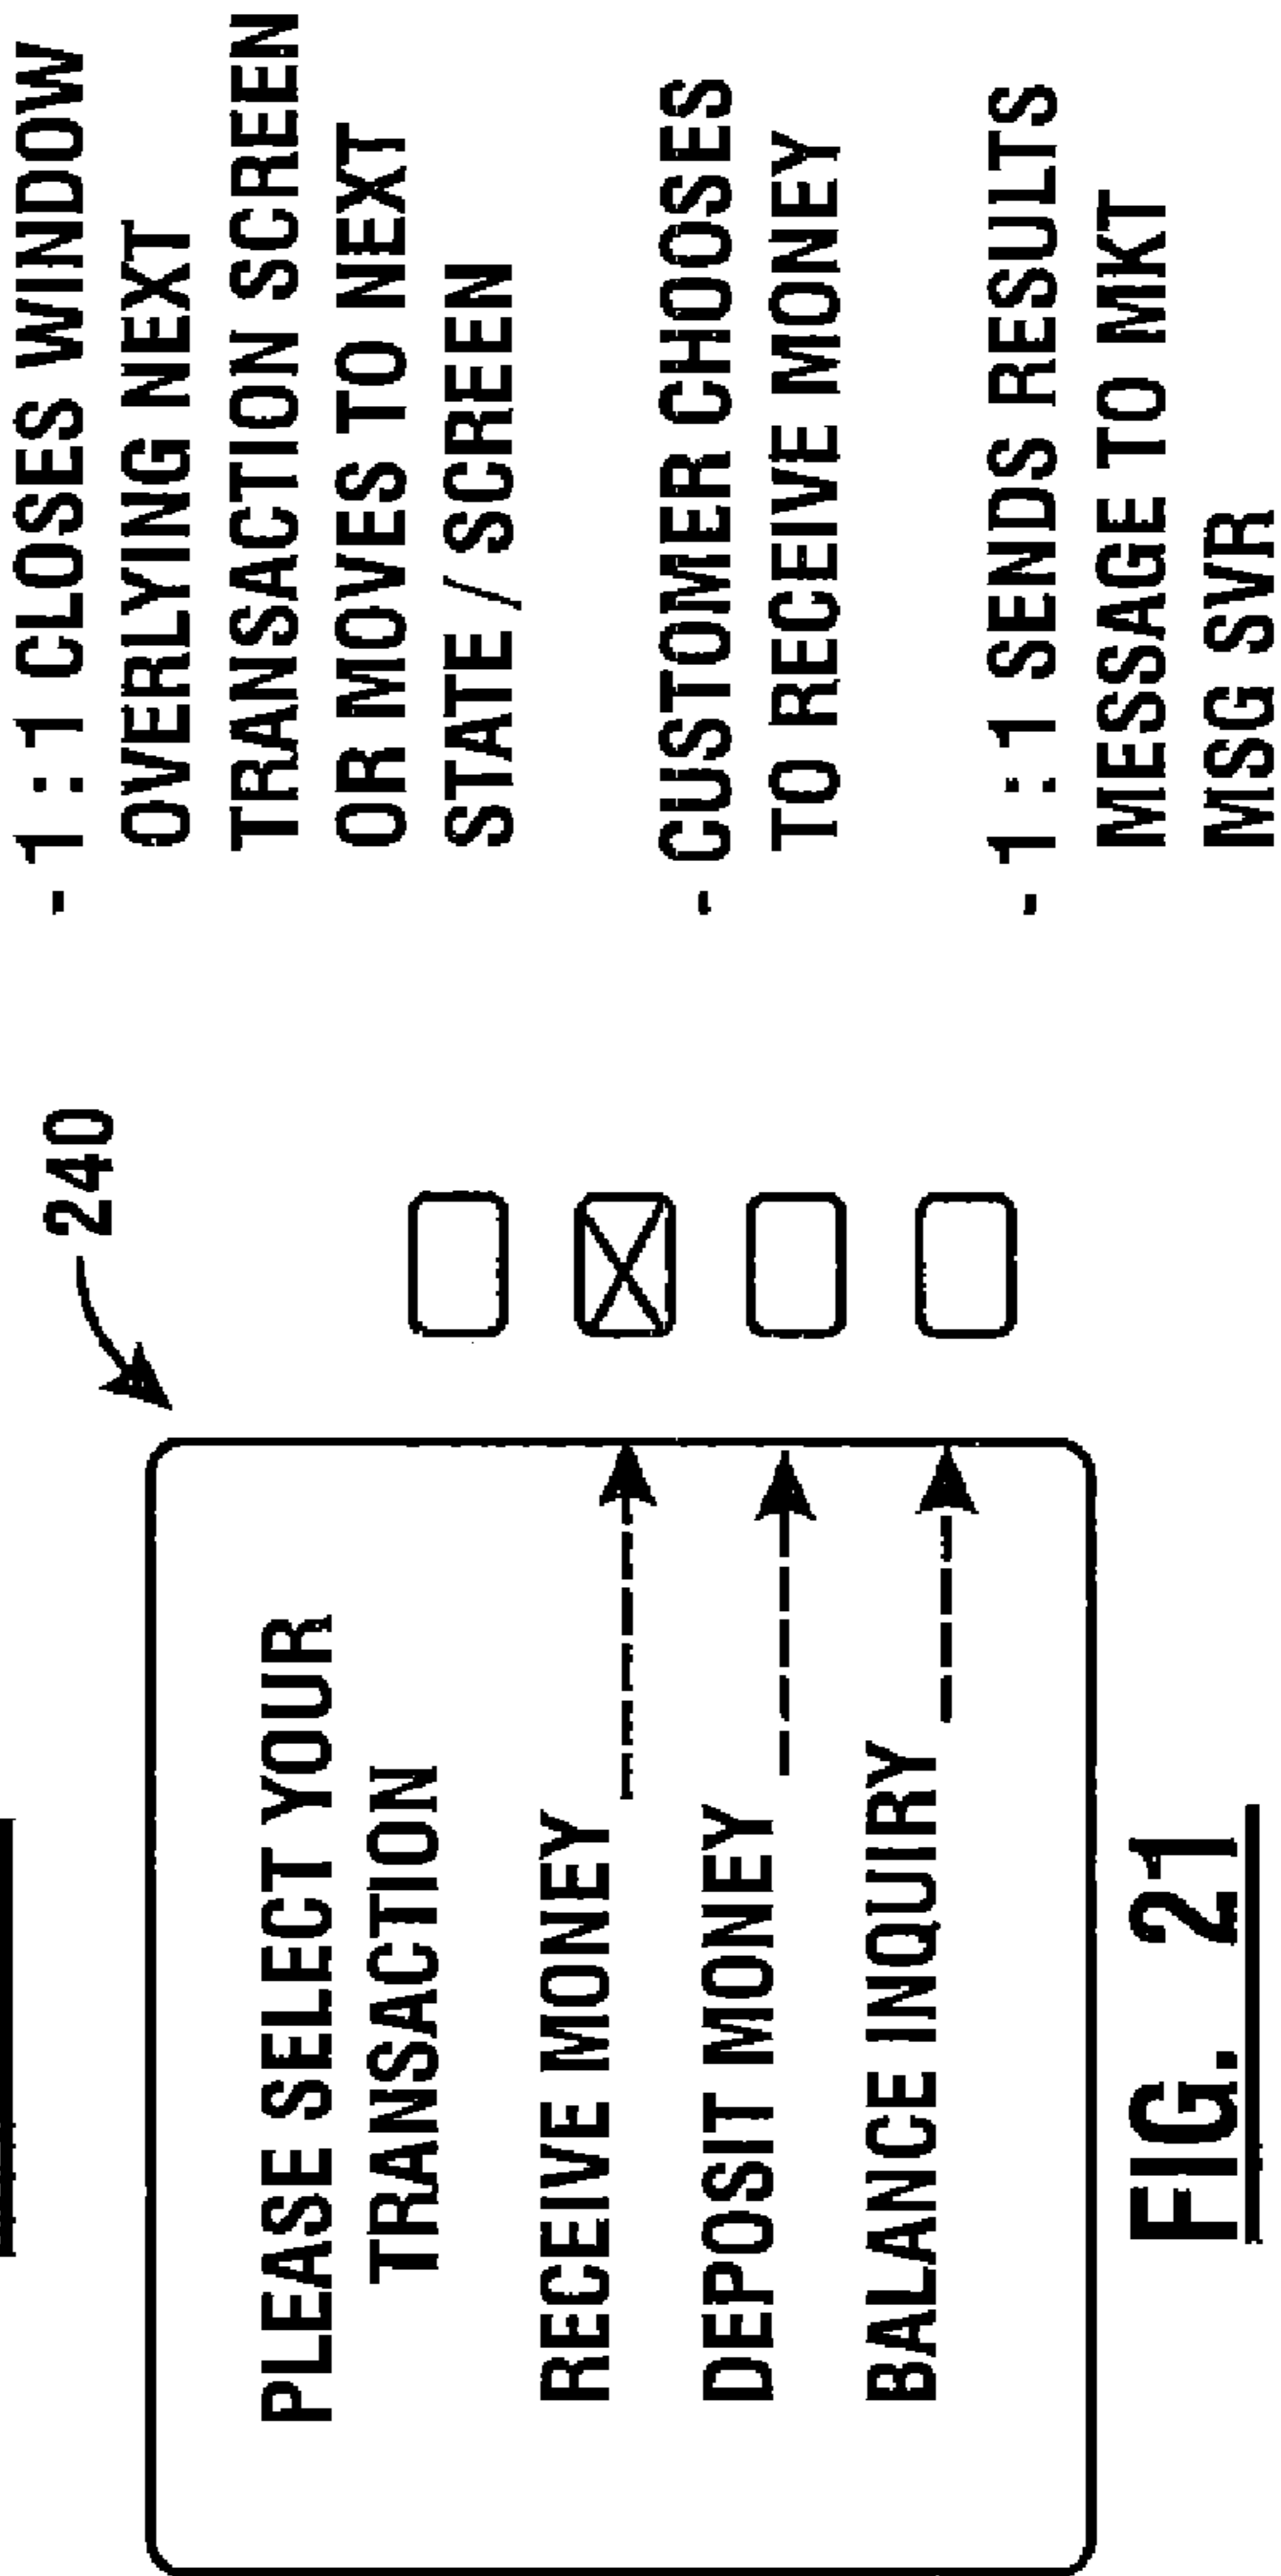 240
PLEASE SELECT YOUR
TRANSACTION
RECEIVE MONEY
DEPOSIT MONEY
BALANCE INQUIRY
- 1 : 1 CLOSES WINDOW
OVERLYING NEXT
TRANSACTION SCREEN
OR MOVES TO NEXT
STATE / SCREEN
- CUSTOMER CHOOSES
TO RECEIVE MONEY
- 1 : 1 SENDS RESULTS
MESSAGE TO MKT
MSG SVR
FIG. 21